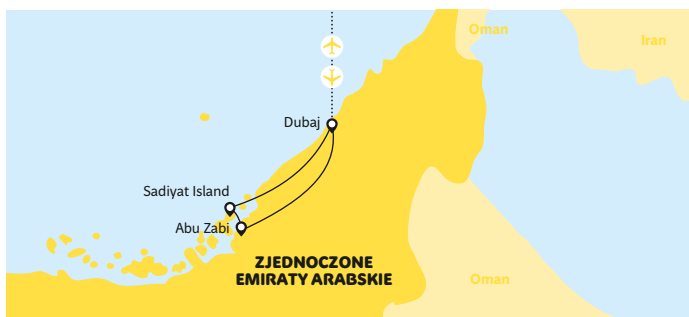 Oman
Iran
Dubaj
Sadiyat Island
Abu Zabi
ZJEDNOCZONE
EMIRATY ARABSKIE
Oman